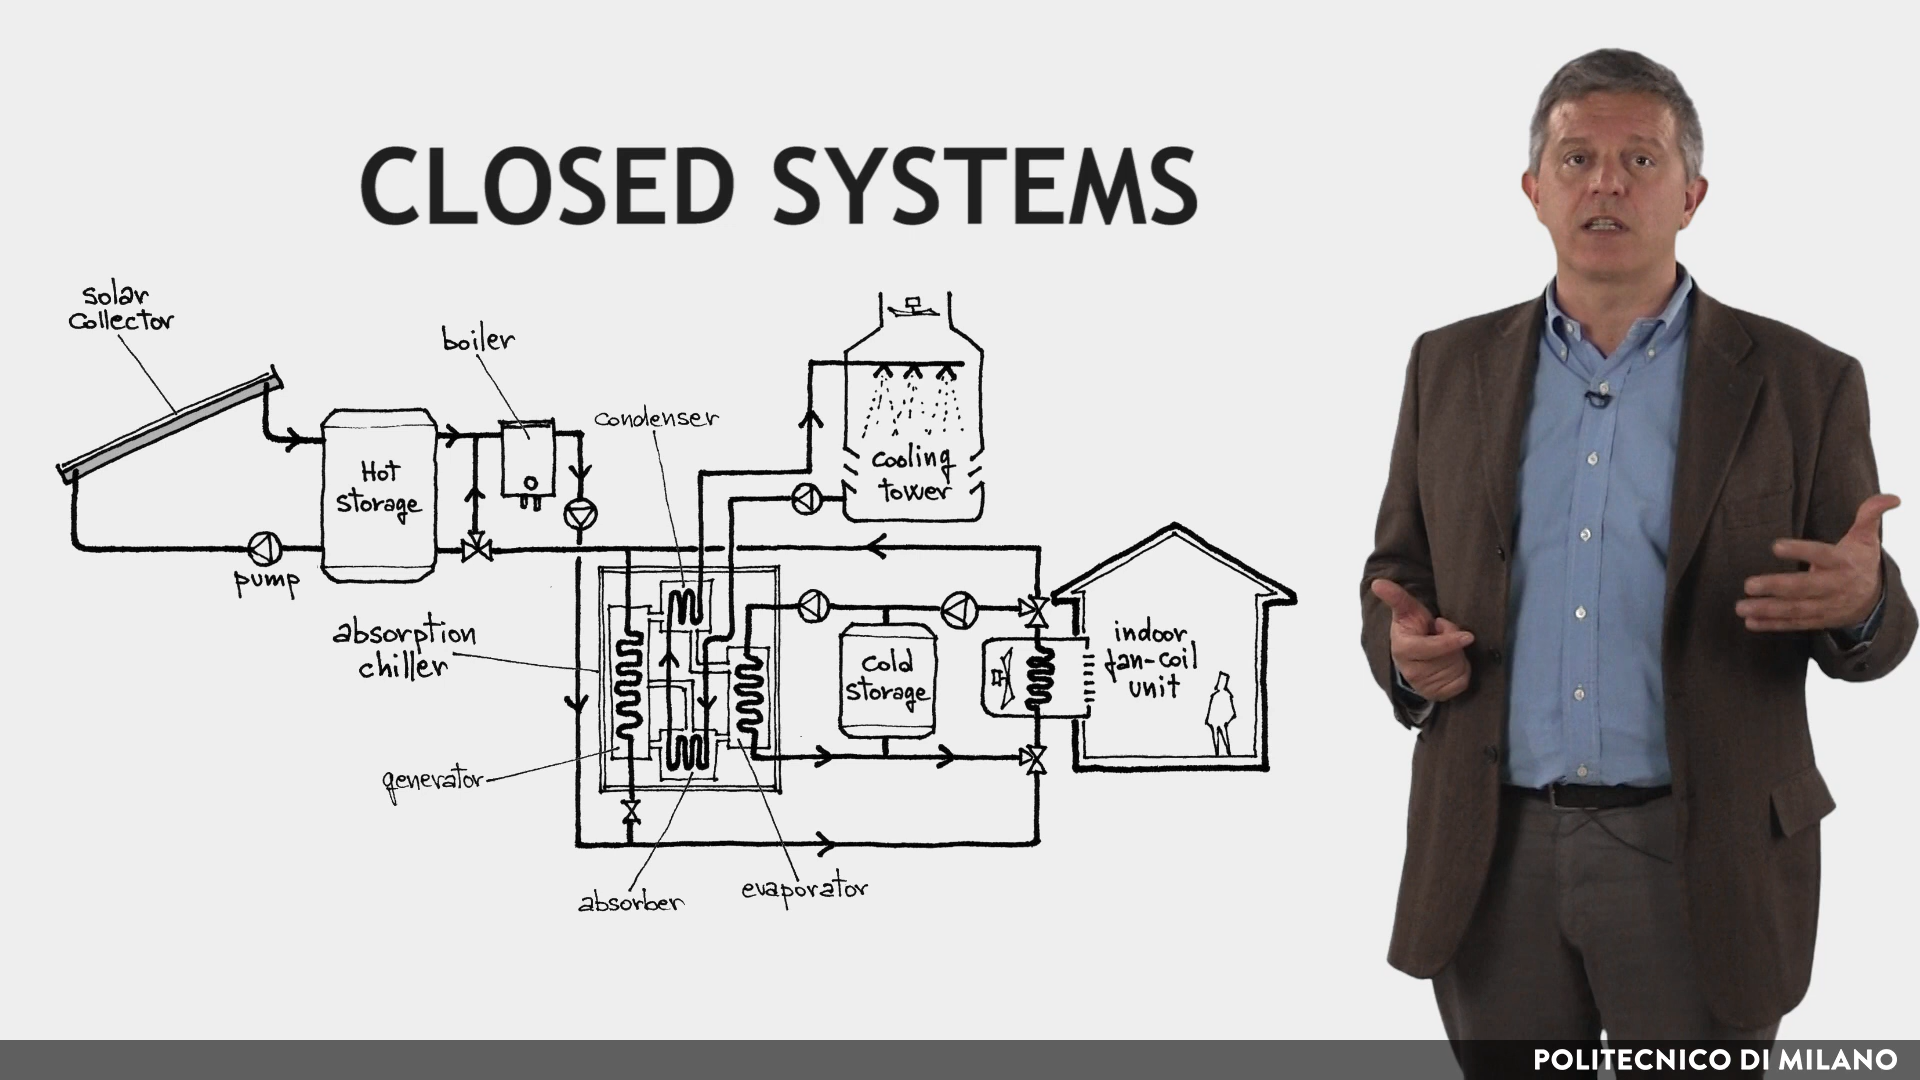 CLOSED SYSTEMS
solar
collector
boiler
condenser
Hot
storage
cooling
tower
pump
absorption
chiller
indoor
fan-coil
unit
Cold
storage
generator
absorber
evaporator
POLITECNICO DI MILANO